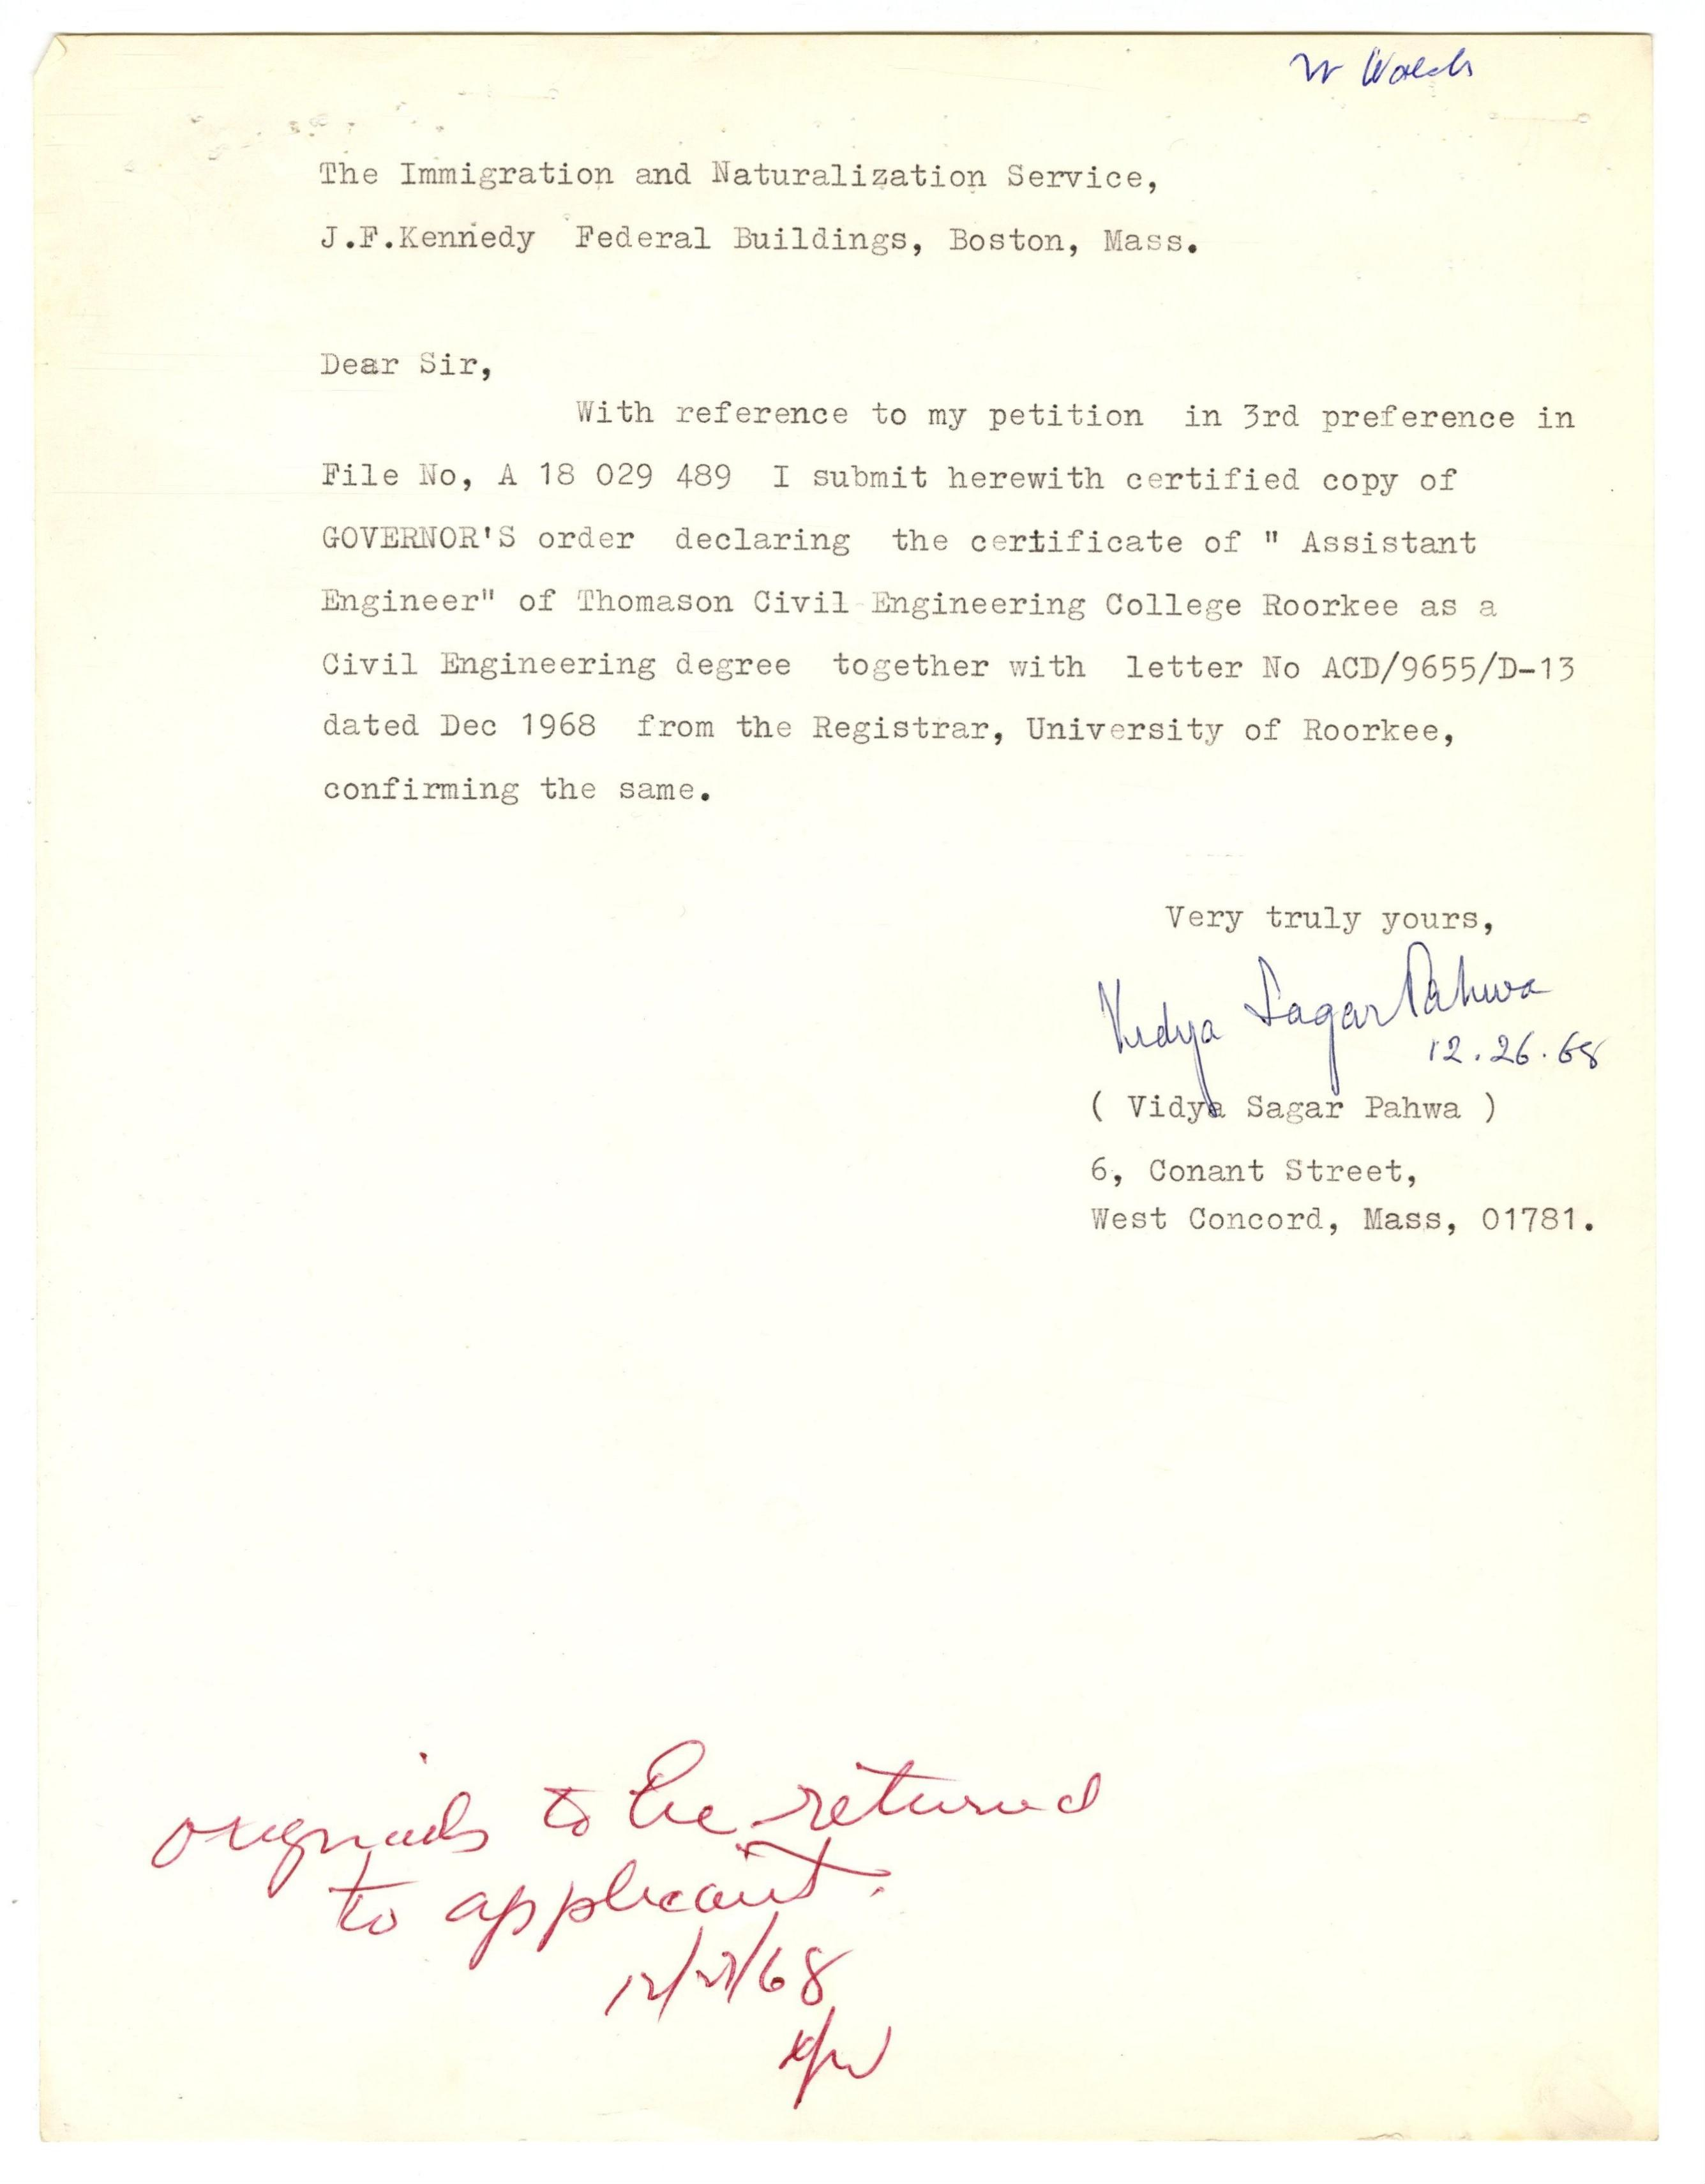 W Walsh
The Immigration and Naturalization Service,
J.F.Kennedy Federal Buildings, Boston, Mass.
Dear Sir,
With reference to my petition in 3rd preference in
File No, A 18 029 489 I submit herewith certified copy of
GOVERNOR'S order declaring the certificate of " Assistant
Engineer" of Thomason Civil Engineering College Roorkee as a
Civil Engineering degree together with letter No ACD/9655/D-13
dated Dec 1968 from the Registrar, University of Roorkee,
confirming the same.
Very truly yours,
Vidya Sagar Pahwa
12.26.68
( Vidya Sagar Pahwa )
6, Conant Street,
West Concord, Mass, 01781.
originals to be returned
to applicant.